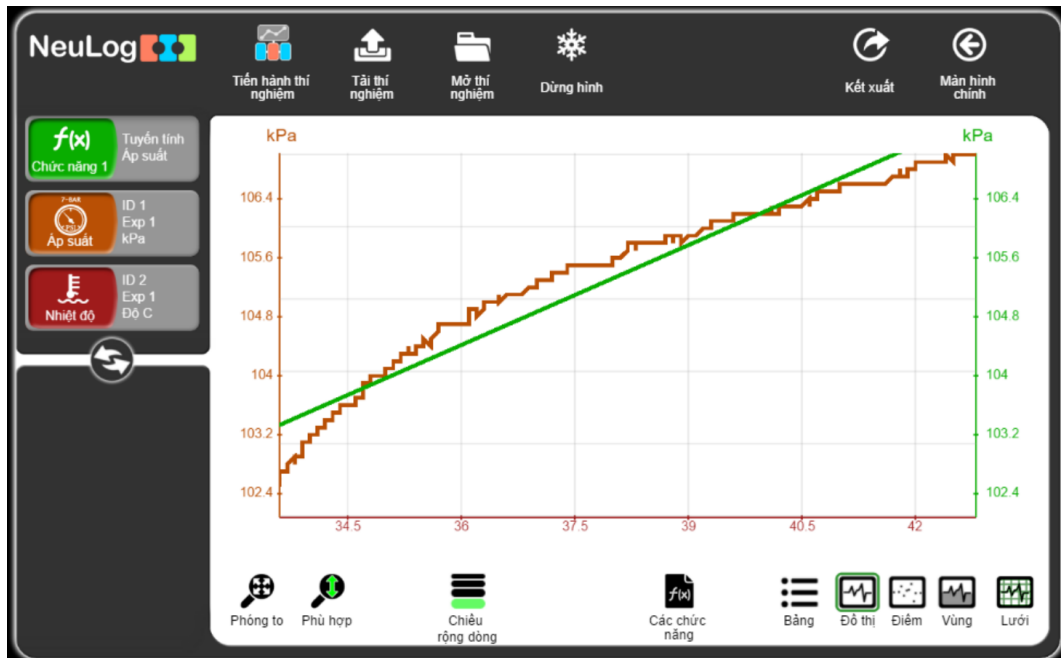 NeuLog
Tiến hành thí
nghiệm
Tải thí
nghiệm
Mở thí
nghiệm
Dừng hình
Kết xuất
Màn hình
chính
f(x)
Chức năng 1
Tuyến tính
Áp suất
7-BAR
Áp suất
ID 1
Exp 1
kPa
Nhiệt độ
ID 2
Exp 1
Độ C
kPa
kPa
106.4
105.6
104.8
104
103.2
102.4
106.4
105.6
104.8
104
103.2
102.4
34.5
36
37.5
39
40.5
42
Phóng to
Phù hợp
Chiều
rộng dòng
f(x)
Các chức
năng
Bảng
Đồ thị
Điểm
Vùng
Lưới